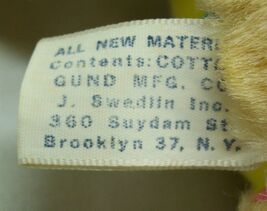 ALL NEW MATERI
Contents: COTT
GUND MFG. CO
J. Swedlin Inc.
360 Suydam St
Brooklyn 37, N.Y.